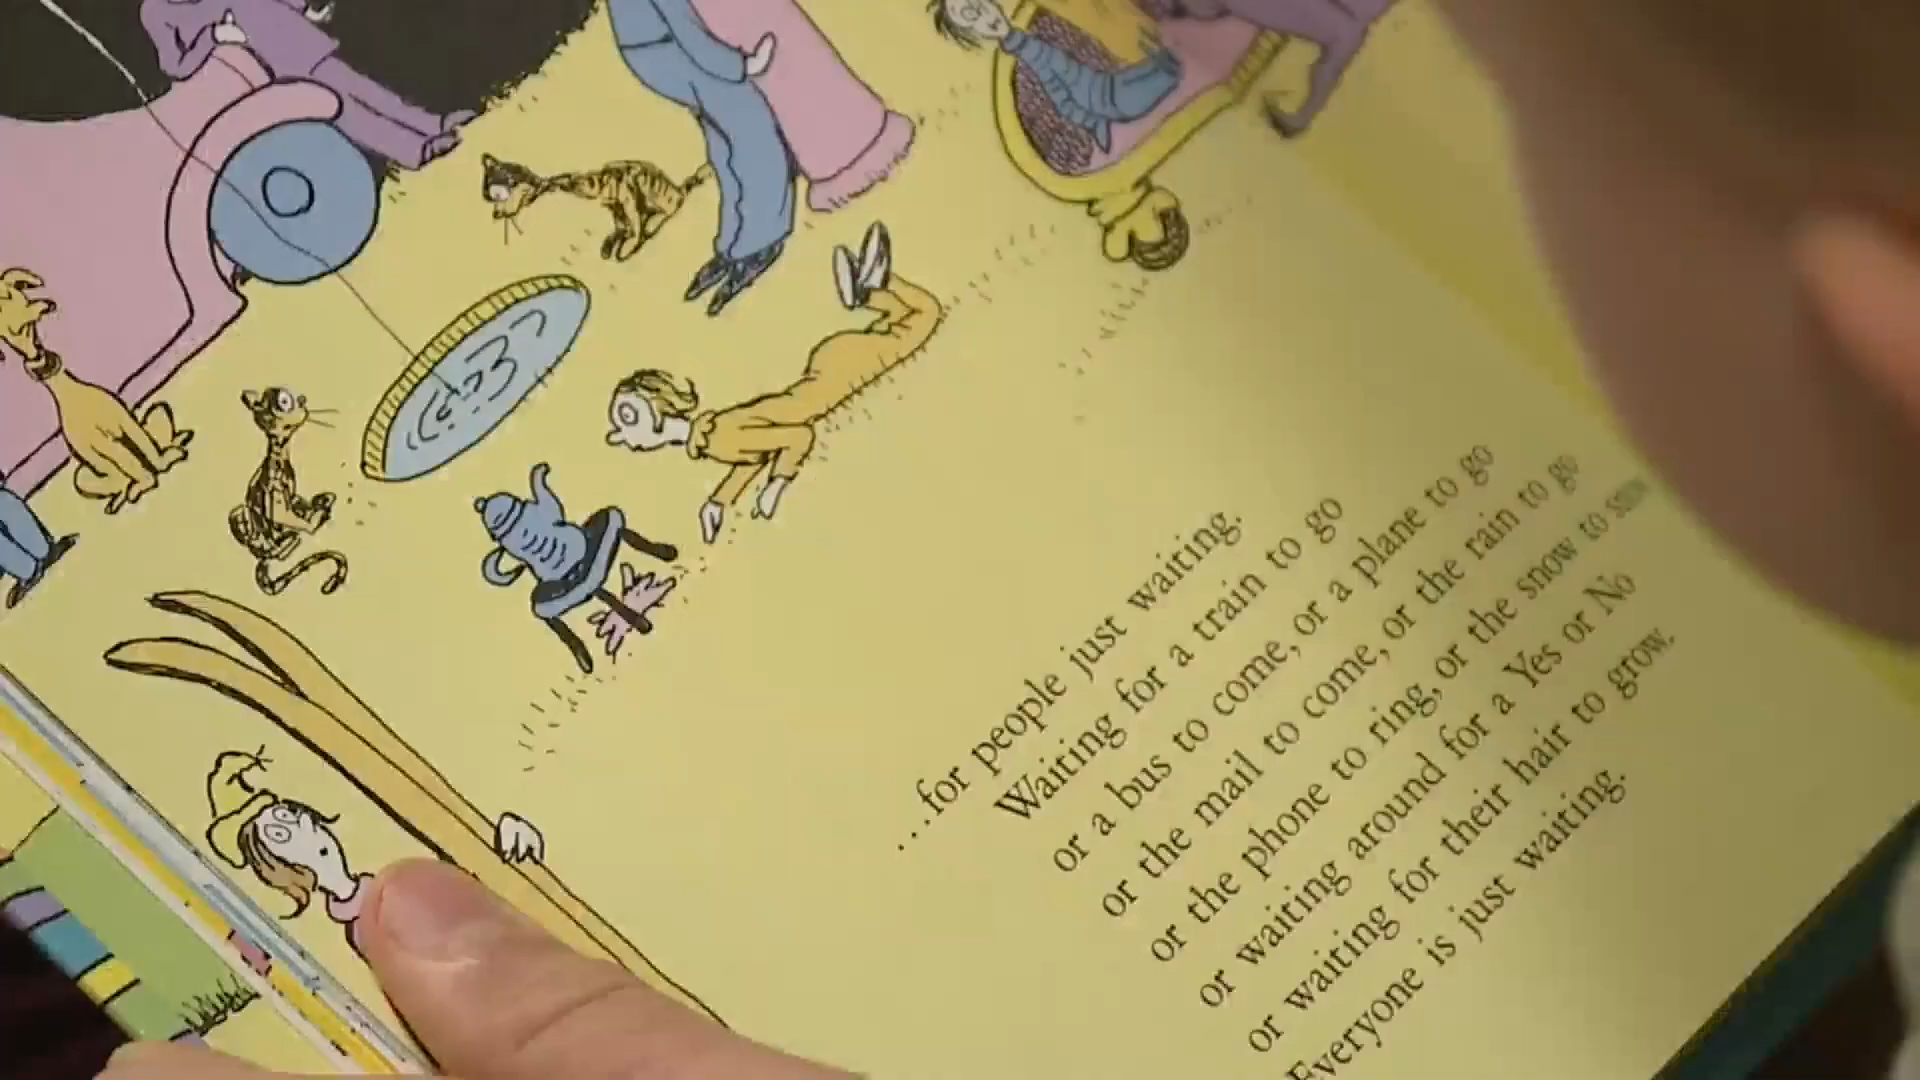 ...for people just waiting.
Waiting for a train to go
or a bus to come, or a plane to go
or the mail to come, or the rain to go
or the phone to ring, or the snow to snow
or waiting around for a Yes or No
or waiting for their hair to grow.
Everyone is just waiting.